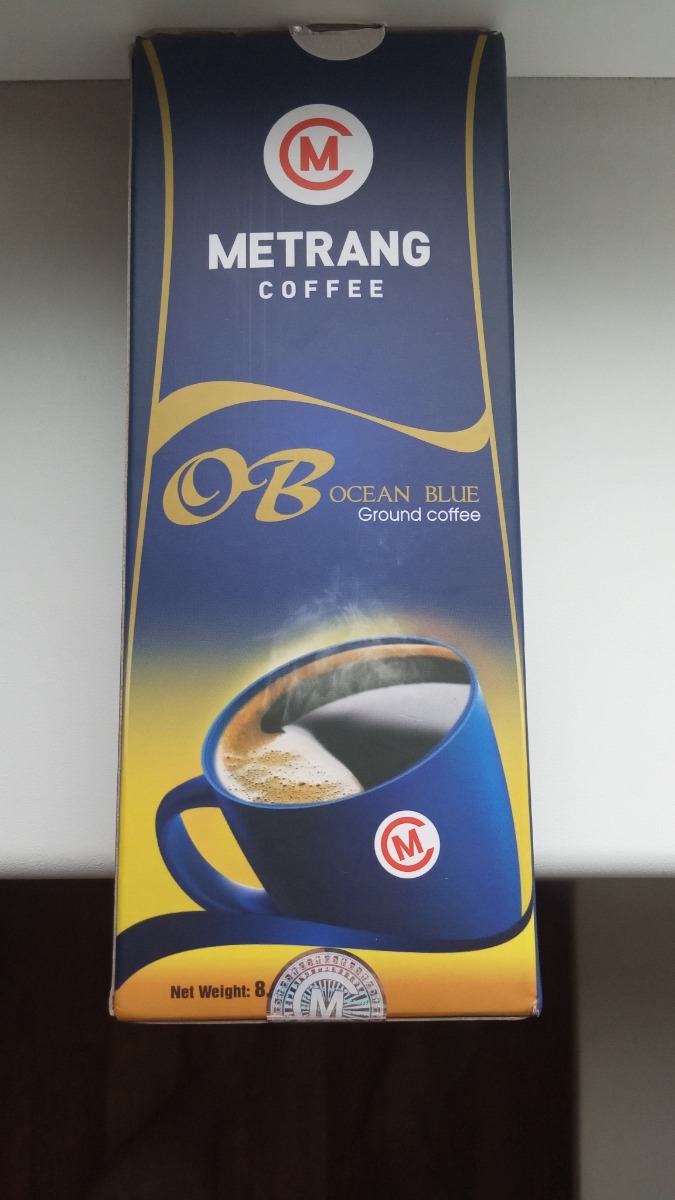 M
METRANG
COFFEE
OB OCEAN BLUE
Ground coffee
M
Net Weight: 8.
M